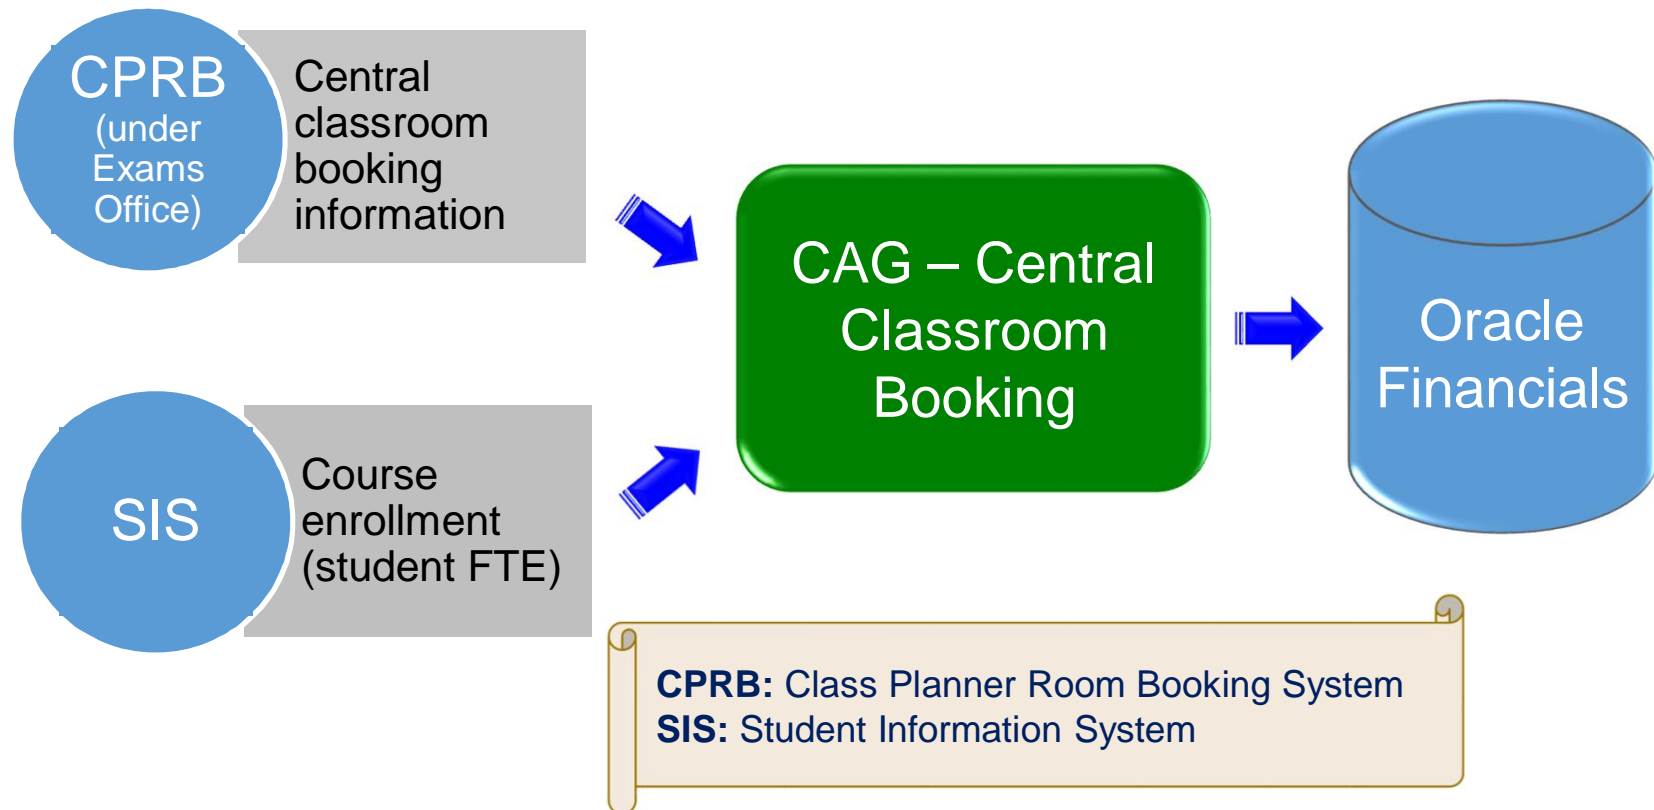 CPRB
(under
Exams
Office)
Central
classroom
booking
information
SIS
Course
enrollment
(student FTE)
CAG – Central
Classroom
Booking
Oracle
Financials
CPRB: Class Planner Room Booking System
SIS: Student Information System